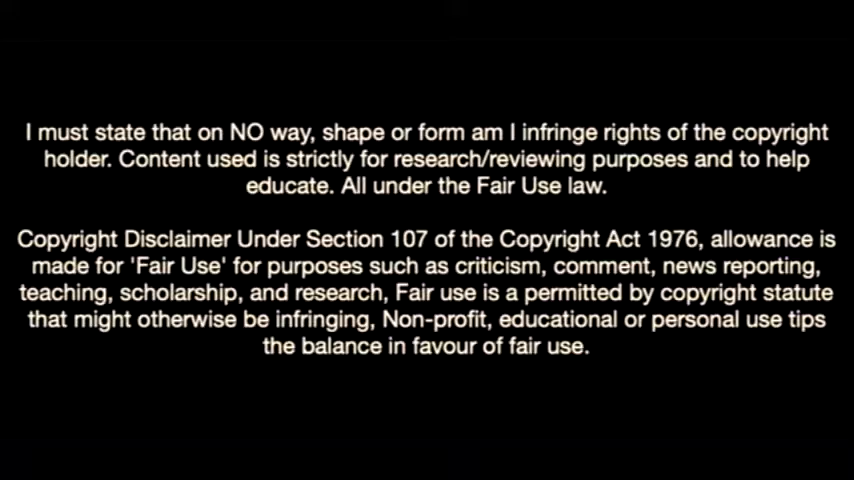 I must state that on NO way, shape or form am I infringe rights of the copyright
holder. Content used is strictly for research/reviewing purposes and to help
educate. All under the Fair Use law.
Copyright Disclaimer Under Section 107 of the Copyright Act 1976, allowance is
made for 'Fair Use' for purposes such as criticism, comment, news reporting,
teaching, scholarship, and research, Fair use is a permitted by copyright statute
that might otherwise be infringing, Non-profit, educational or personal use tips
the balance in favour of fair use.